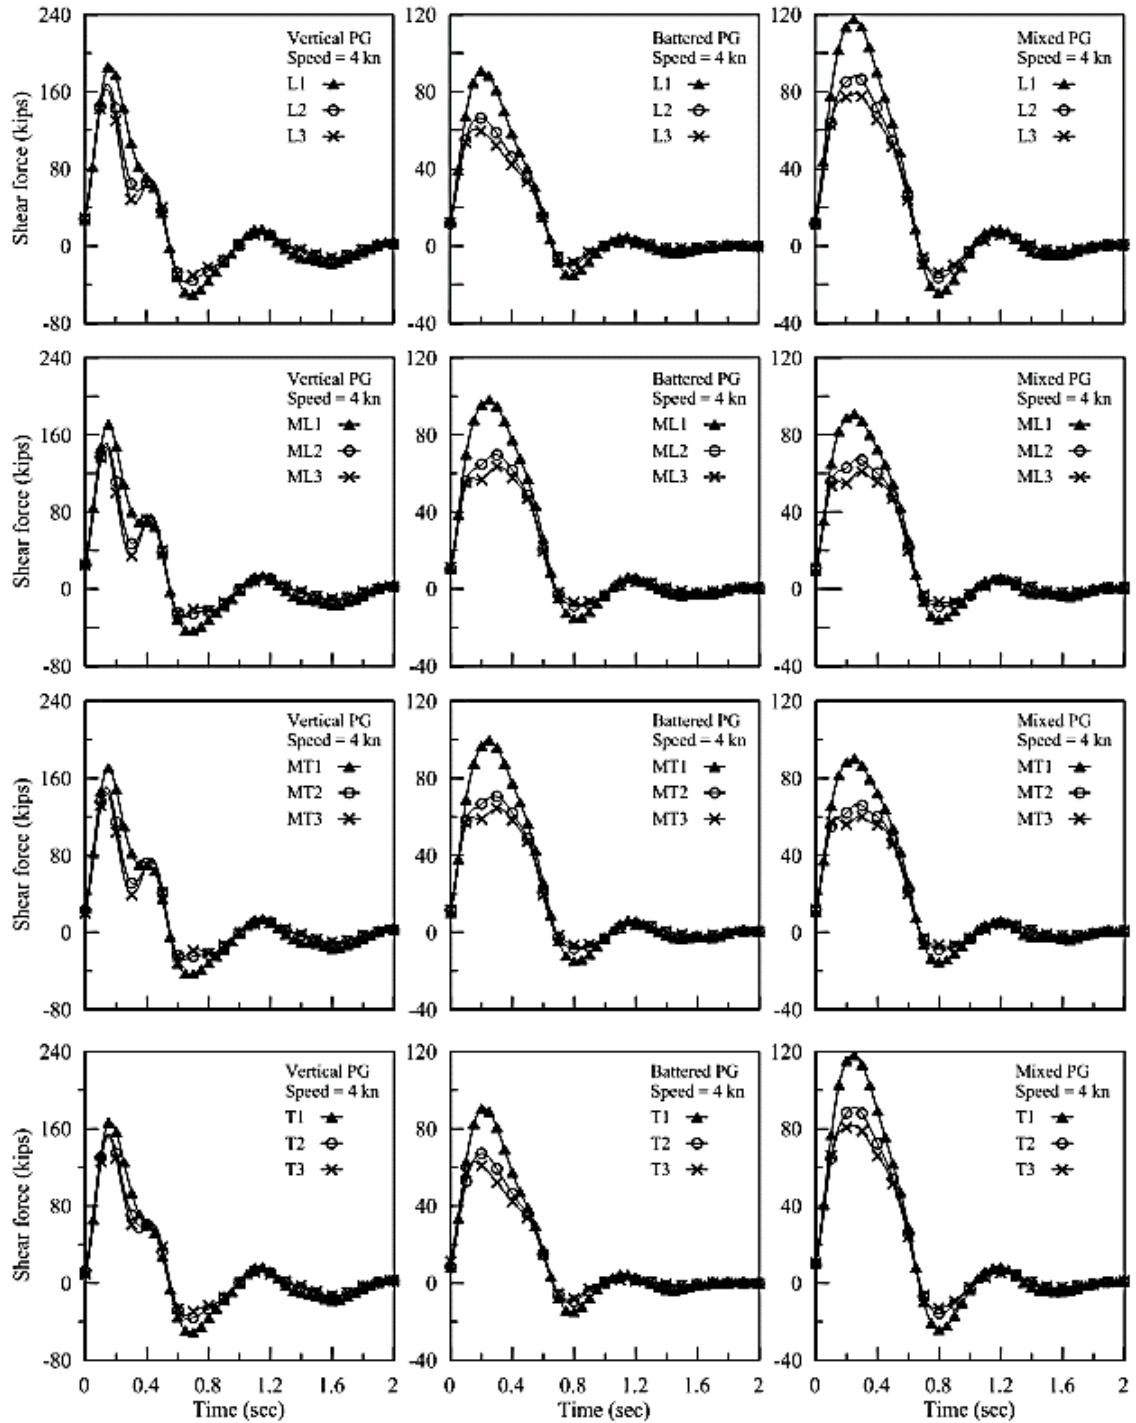 240
160
80
0
-80
Shear force (kips)
Vertical PG
Speed = 4 kn
L1
L2
L3
120
80
40
0
-40
Battered PG
Speed = 4 kn
L1
L2
L3
120
80
40
0
-40
Mixed PG
Speed = 4 kn
L1
L2
L3
240
160
80
0
-80
Shear force (kips)
Vertical PG
Speed = 4 kn
ML1
ML2
ML3
120
80
40
0
-40
Battered PG
Speed = 4 kn
ML1
ML2
ML3
120
80
40
0
-40
Mixed PG
Speed = 4 kn
ML1
ML2
ML3
240
160
80
0
-80
Shear force (kips)
Vertical PG
Speed = 4 kn
MT1
MT2
MT3
120
80
40
0
-40
Battered PG
Speed = 4 kn
MT1
MT2
MT3
120
80
40
0
-40
Mixed PG
Speed = 4 kn
MT1
MT2
MT3
240
160
80
0
-80
Shear force (kips)
Vertical PG
Speed = 4 kn
T1
T2
T3
0 0.4 0.8 1.2 1.6 2
Time (sec)
120
80
40
0
-40
Battered PG
Speed = 4 kn
T1
T2
T3
0 0.4 0.8 1.2 1.6 2
Time (sec)
120
80
40
0
-40
Mixed PG
Speed = 4 kn
T1
T2
T3
0 0.4 0.8 1.2 1.6 2
Time (sec)